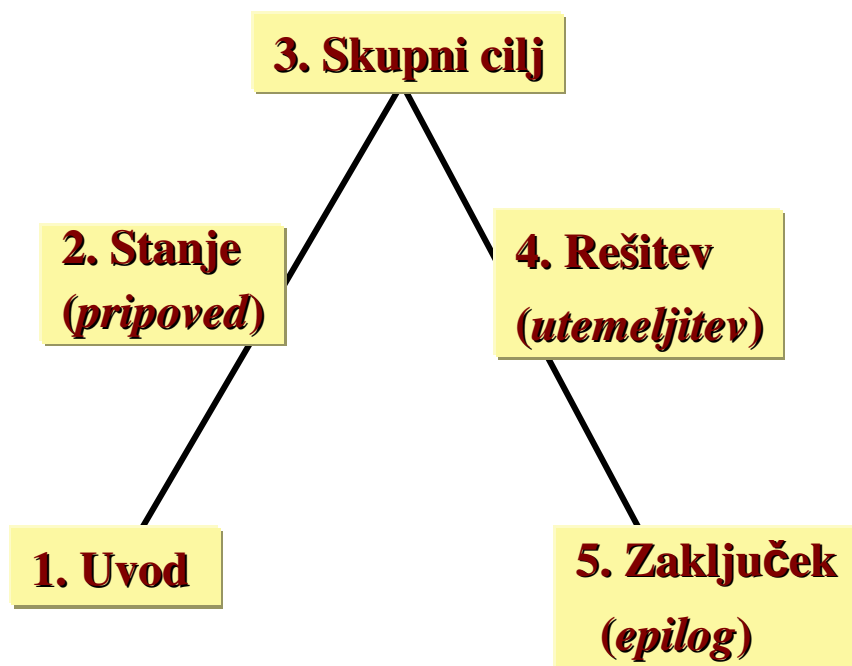 3. Skupni cilj
2. Stanje
(pripoved)
4. Rešitev
(utemeljitev)
1. Uvod
5. Zaključek
(epilog)